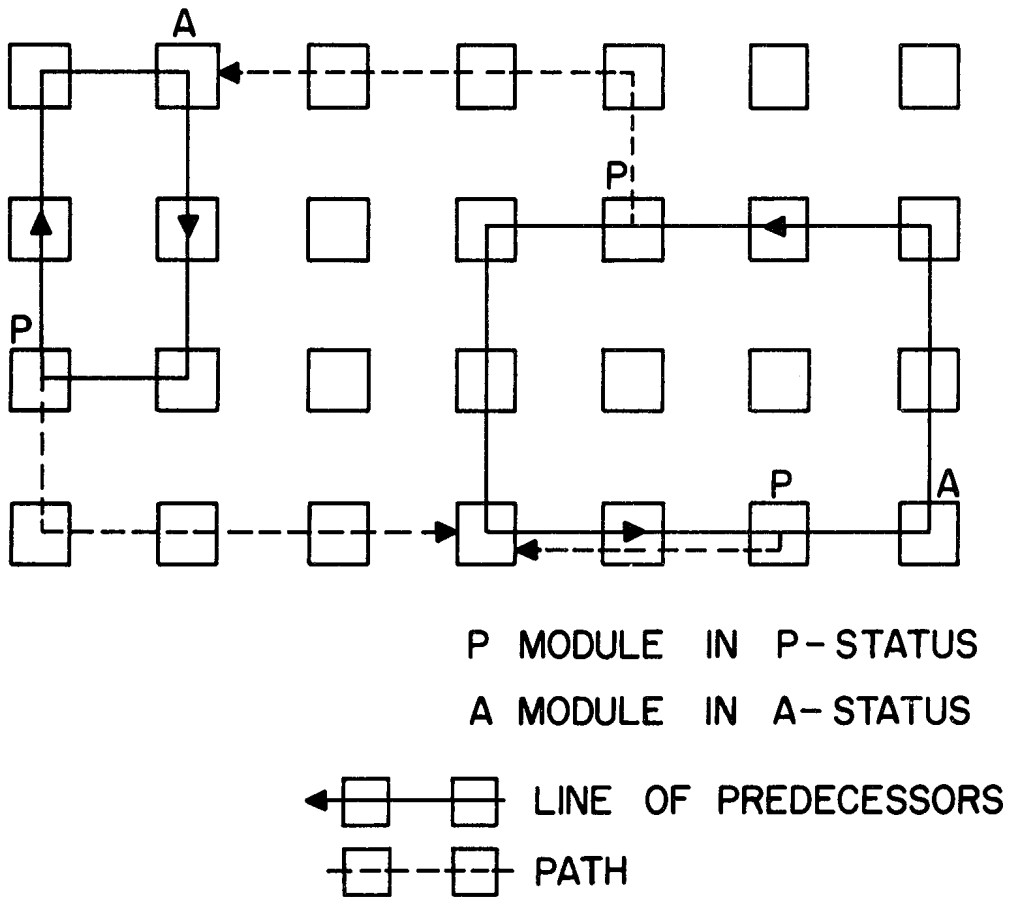 A
P
P
P
A
P MODULE IN P-STATUS
A MODULE IN A-STATUS
LINE OF PREDECESSORS
PATH